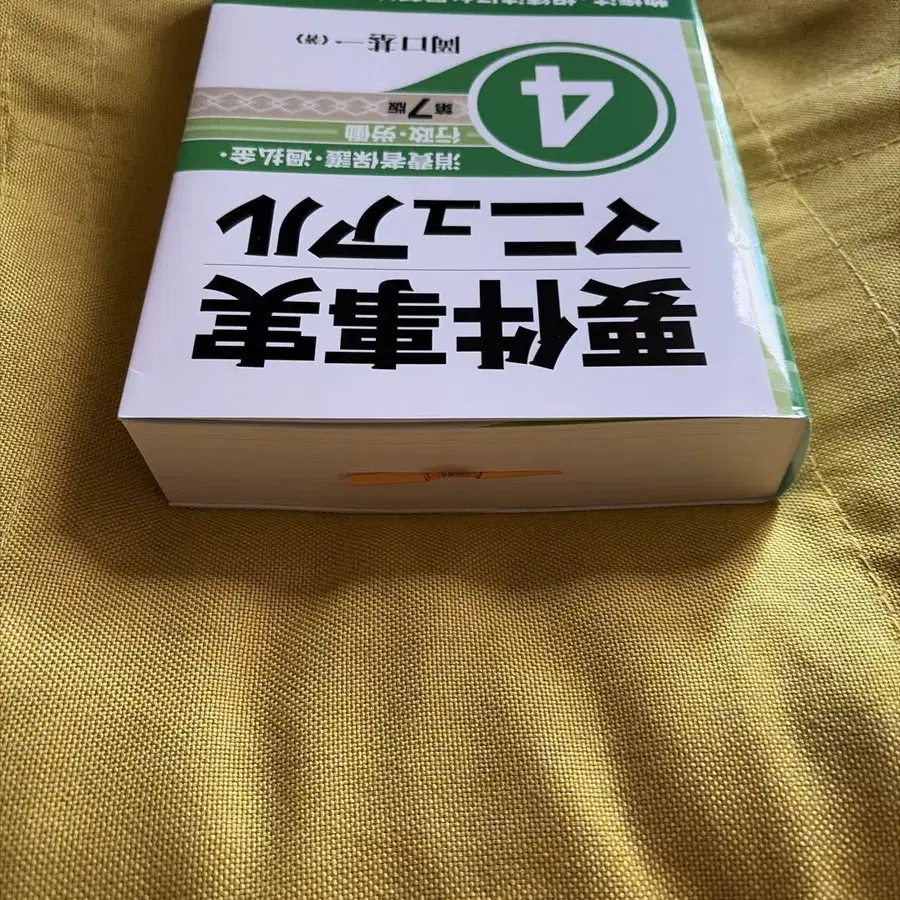 要件事実
マニュアル
消費者保護・過払金・
行政・労働
第7版
4
岡口基一《著》